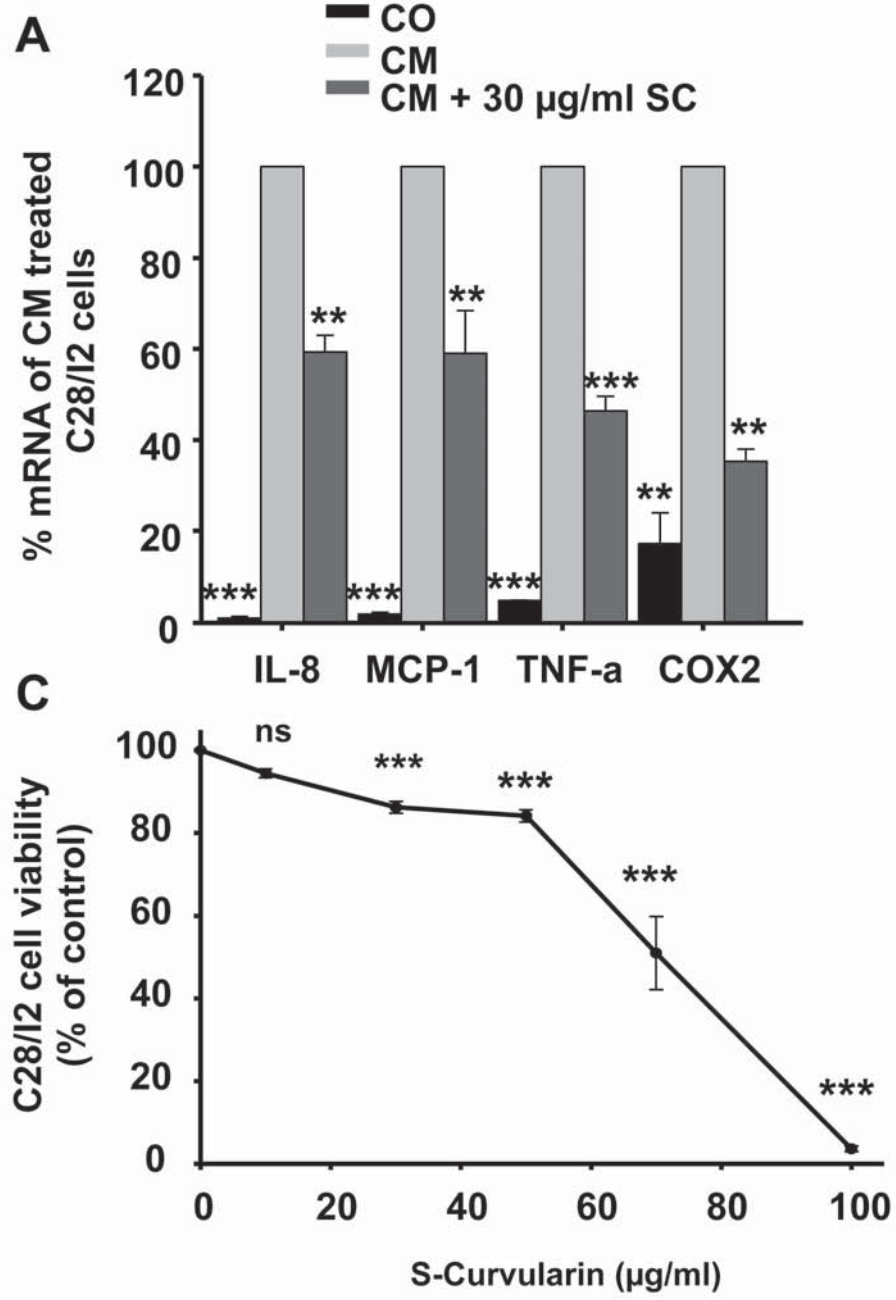 A
CO
CM
CM + 30 µg/ml SC
% mRNA of CM treated
C28/I2 cells
120
100
80
60
40
20
0
***
**
***
**
***
***
**
**
IL-8
MCP-1
TNF-a
COX2
C
C28/I2 cell viability
(% of control)
100
80
60
40
20
0
ns
***
***
***
***
0
20
40
60
80
100
S-Curvularin (µg/ml)